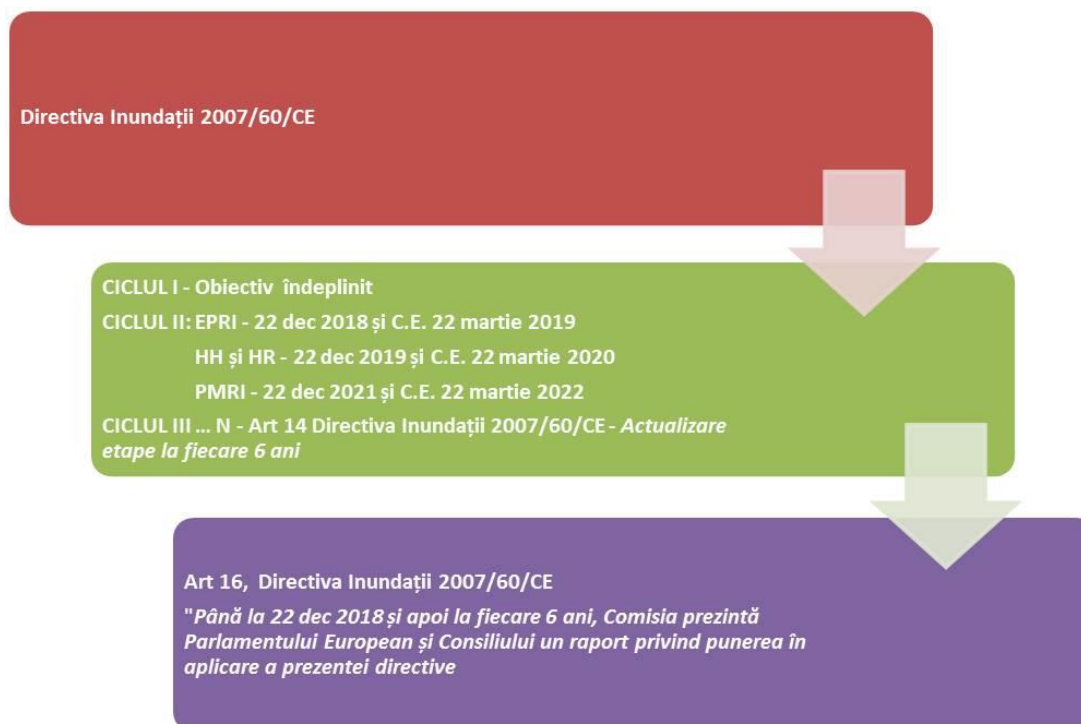 Directiva Inundații 2007/60/CE
CICLUL I - Obiectiv îndeplinit
CICLUL II: EPRI - 22 dec 2018 și C.E. 22 martie 2019
HH și HR - 22 dec 2019 și C.E. 22 martie 2020
PMRI - 22 dec 2021 și C.E. 22 martie 2022
CICLUL III ... N - Art 14 Directiva Inundații 2007/60/CE - Actualizare
etape la fiecare 6 ani
Art 16, Directiva Inundații 2007/60/CE
"Până la 22 dec 2018 și apoi la fiecare 6 ani, Comisia prezintă
Parlamentului European și Consiliului un raport privind punerea în
aplicare a prezentei directive